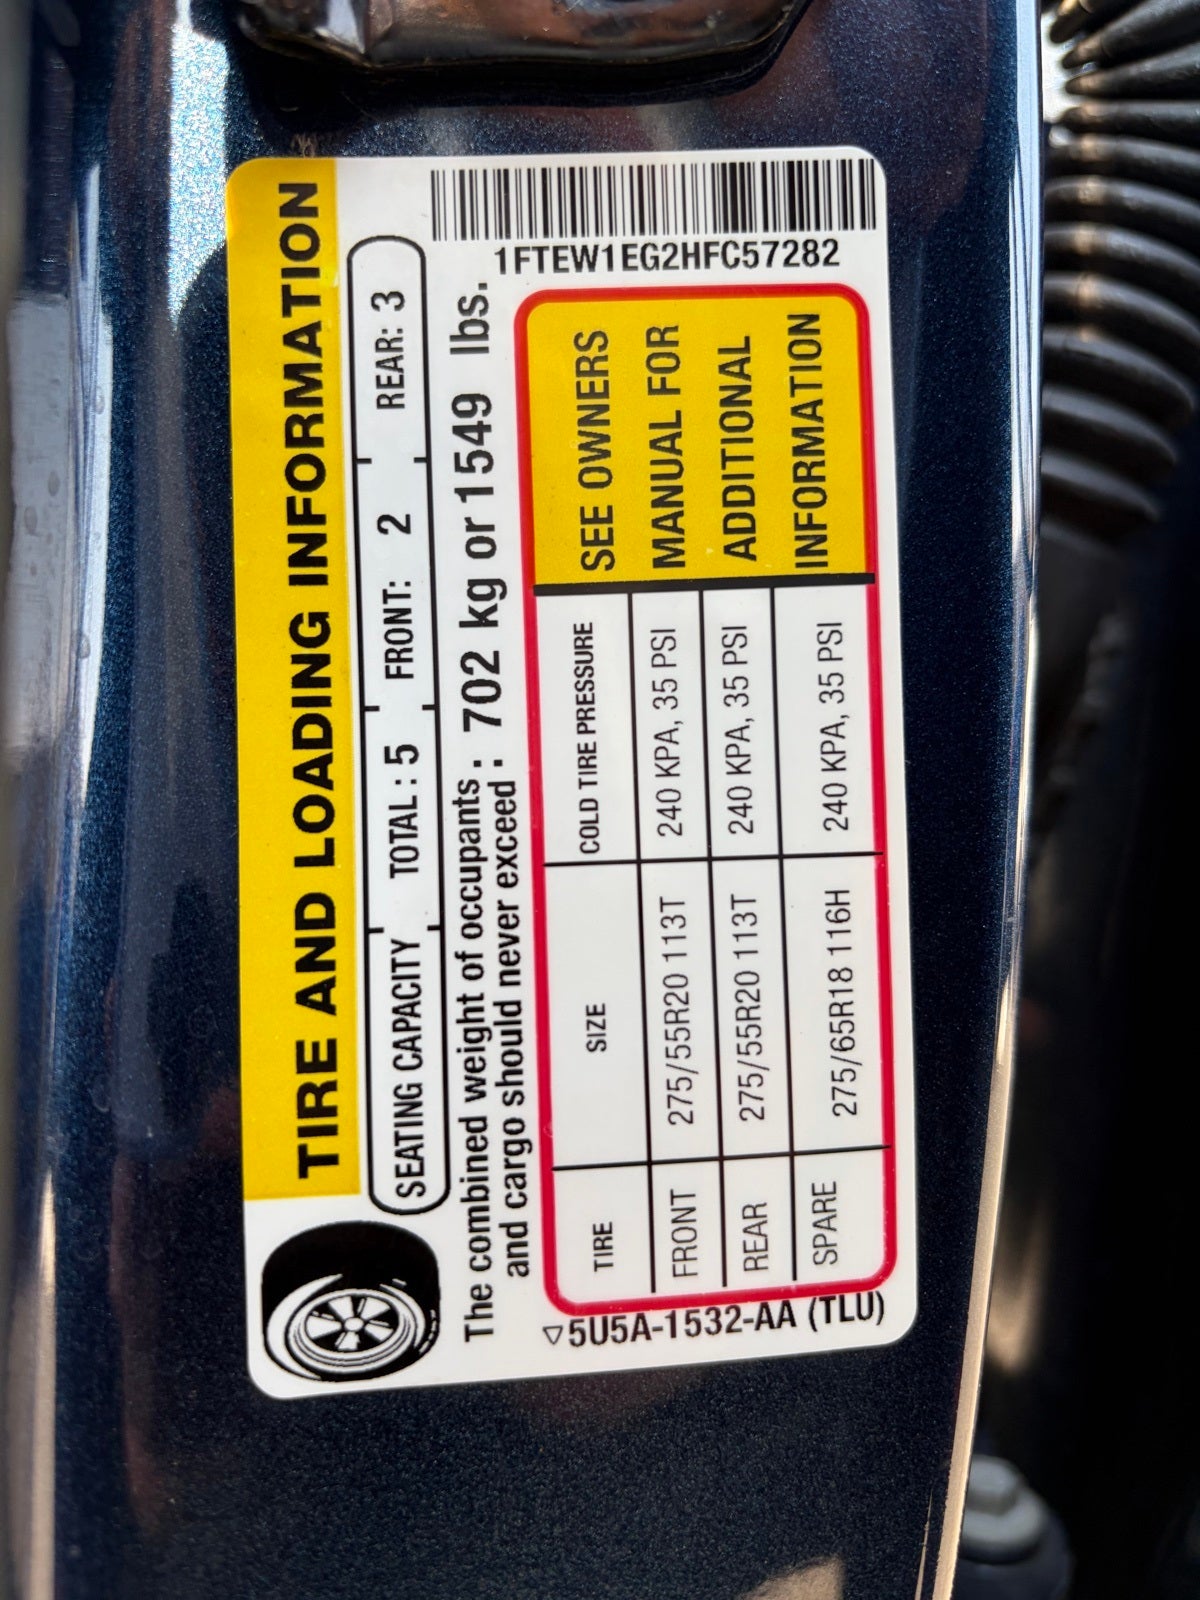 TIRE AND LOADING INFORMATION
SEATING CAPACITY TOTAL : 5 FRONT: 2 REAR: 3
The combined weight of occupants and cargo should never exceed : 702 kg or 1549 lbs.
TIRE SIZE COLD TIRE PRESSURE
FRONT 275/55R20 113T 240 KPA, 35 PSI
REAR 275/55R20 113T 240 KPA, 35 PSI
SPARE 275/65R18 116H 240 KPA, 35 PSI
SEE OWNERS
MANUAL FOR
ADDITIONAL
INFORMATION
1FTEW1EG2HFC57282
5U5A-1532-AA (TLU)